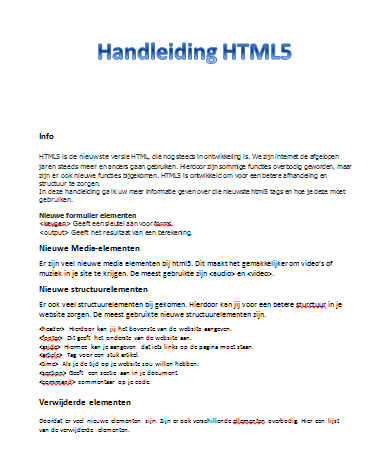 Handleiding HTML5
Info
HTML5 is de nieuwste versie HTML, die nog steeds in ontwikkeling is. We zijn internet de afgelopen
jaren steeds meer en anders gaan gebruiken. Hierdoor zijn sommige functies overbodig geworden, maar
zijn er ook nieuwe functies bijgekomen. HTML5 is ontwikkeld om voor een betere afhandeling en
structuur te zorgen.
In deze handleiding ga ik uw meer informatie geven over die nieuwste html5 tags en hoe je deze moet
gebruiken.
Nieuwe formulier elementen
<keygen> Geeft een sleutel aan voor forms.
<output> Geeft het resultaat van een berekening.
Nieuwe Media-elementen
Er zijn veel nieuwe media elementen bij html5. Dit maakt het gemakkelijker om video's of
muziek in je site te krijgen. De meest gebruikte zijn <audio> en <video>.
Nieuwe structuurelementen
Er ook veel structuurelementen bij gekomen. Hierdoor kan jij voor een betere sturctuur in je
website zorgen. De meest gebruikte nieuwe structuurelementen zijn.
<header> Hierdoor kan jij het bovenste van de website aangeven.
<footer> Dit geeft het onderste van de website aan.
<aside> Hiermee kan je aangeven dat iets links op de pagina moet staan.
<article> Tag voor een stuk artikel.
<time> Als je de tijd op je website zou willen hebben.
<section> Geeft een sectie aan in je document.
<command> commentaar op je code.
Verwijderde elementen
Doordat er veel nieuwe elementen zijn. Zijn er ook verschillende elementen overbodig. Hier een lijst
van de verwijderde elementen.